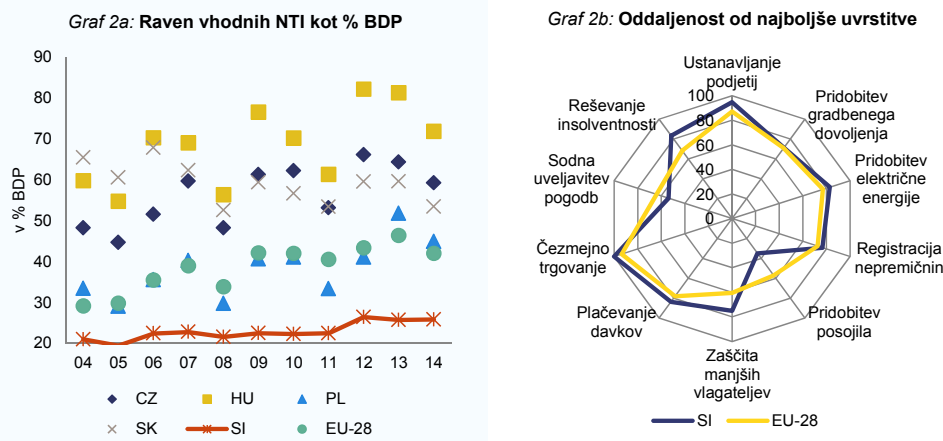 Graf 2a: Raven vhodnih NTI kot % BDP
90
80
70
60
50
40
30
20
v % BDP
04 05 06 07 08 09 10 11 12 13 14
CZ HU PL
SK SI EU-28
Graf 2b: Oddaljenost od najboljše uvrstitve
Ustanavljanje
podjetij
Pridobitev
gradbenega
dovoljenja
Pridobitev
električne
energije
Registracija
nepremičnin
Pridobitev
posojila
Zaščita
manjših
vlagateljev
Plačevanje
davkov
Čezmejno
trgovanje
Sodna
uveljavitev
pogodb
Reševanje
insolventnosti
100
80
60
40
20
0
SI EU-28